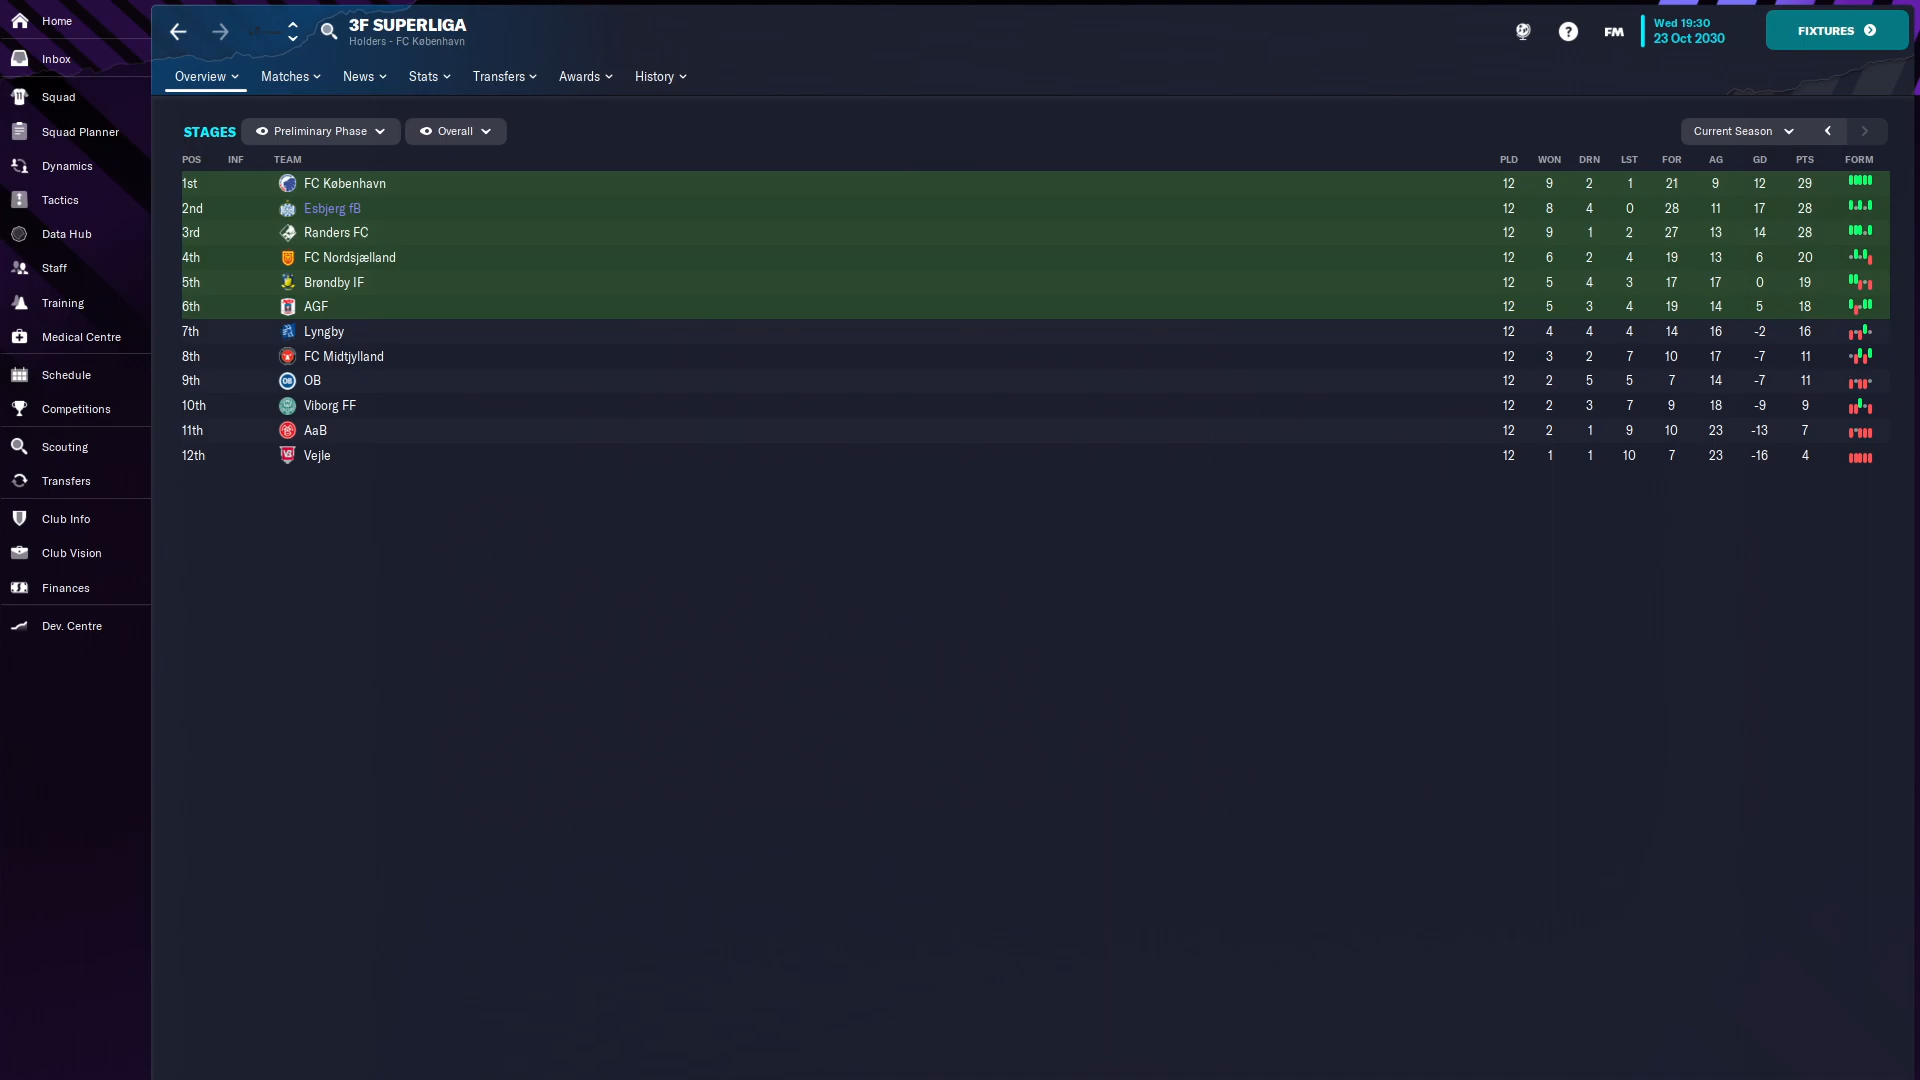 Home
Inbox
Squad
Squad Planner
Dynamics
Tactics
Data Hub
Staff
Training
Medical Centre
Schedule
Competitions
Scouting
Transfers
Club Info
Club Vision
Finances
Dev. Centre
3F SUPERLIGA
Holders - FC København
FM
Wed 19:30
23 Oct 2030
FIXTURES
Overview Matches News Stats Transfers Awards History
STAGES Preliminary Phase Overall Current Season
POS INF TEAM PLD WON DRN LST FOR AG GD PTS FORM
1st FC København 12 9 2 1 21 9 12 29
2nd Esbjerg fB 12 8 4 0 28 11 17 28
3rd Randers FC 12 9 1 2 27 13 14 28
4th FC Nordsjælland 12 6 2 4 19 13 6 20
5th Brøndby IF 12 5 4 3 17 17 0 19
6th AGF 12 5 3 4 19 14 5 18
7th Lyngby 12 4 4 4 14 16 -2 16
8th FC Midtjylland 12 3 2 7 10 17 -7 11
9th OB 12 2 5 5 7 14 -7 11
10th Viborg FF 12 2 3 7 9 18 -9 9
11th AaB 12 2 1 9 10 23 -13 7
12th Vejle 12 1 1 10 7 23 -16 4